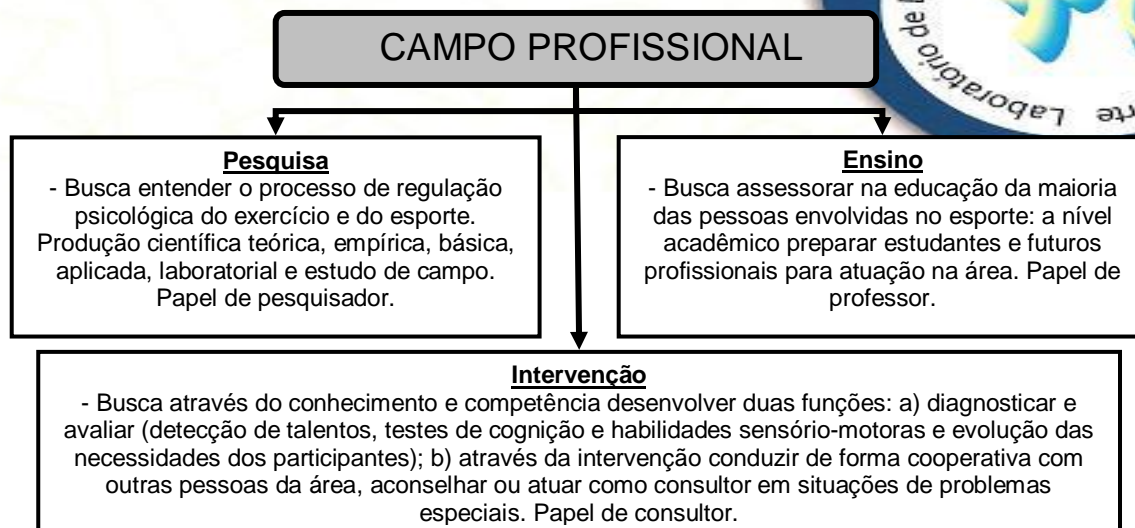 CAMPO PROFISSIONAL
Pesquisa
- Busca entender o processo de regulação
psicológica do exercício e do esporte.
Produção científica teórica, empírica, básica,
aplicada, laboratorial e estudo de campo.
Papel de pesquisador.
Ensino
- Busca assessorar na educação da maioria
das pessoas envolvidas no esporte: a nível
acadêmico preparar estudantes e futuros
profissionais para atuação na área. Papel de
professor.
Intervenção
- Busca através do conhecimento e competência desenvolver duas funções: a) diagnosticar e
avaliar (detecção de talentos, testes de cognição e habilidades sensório-motoras e evolução das
necessidades dos participantes); b) através da intervenção conduzir de forma cooperativa com
outras pessoas da área, aconselhar ou atuar como consultor em situações de problemas
especiais. Papel de consultor.
Laboratório de